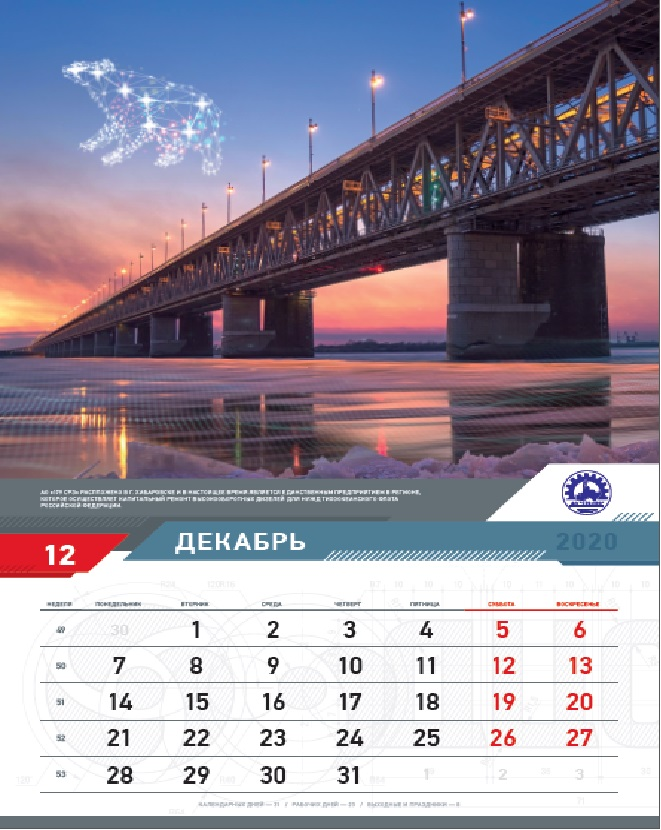 АО «179 СРЗ» РАСПОЛОЖЕН В Г. ХАБАРОВСКЕ И В НАСТОЯЩЕЕ ВРЕМЯ ЯВЛЯЕТСЯ ЕДИНСТВЕННЫМ ПРЕДПРИЯТИЕМ В РЕГИОНЕ,
КОТОРОЕ ОСУЩЕСТВЛЯЕТ КАПИТАЛЬНЫЙ РЕМОНТ ВЫСОКООБОРОТНЫХ ДИЗЕЛЕЙ ДЛЯ НУЖД ТИХООКЕАНСКОГО ФЛОТА
РОССИЙСКОЙ ФЕДЕРАЦИИ.
12 ДЕКАБРЬ 2020
НЕДЕЛИ ПОНЕДЕЛЬНИК ВТОРНИК СРЕДА ЧЕТВЕРГ ПЯТНИЦА СУББОТА ВОСКРЕСЕНЬЕ
49 30 1 2 3 4 5 6
50 7 8 9 10 11 12 13
51 14 15 16 17 18 19 20
52 21 22 23 24 25 26 27
53 28 29 30 31 1 2 3
КАЛЕНДАРНЫЕ ДНЕЙ — 31 / РАБОЧИХ ДНЕЙ — 23 / ВЫХОДНЫЕ И ПРАЗДНИКИ — 8